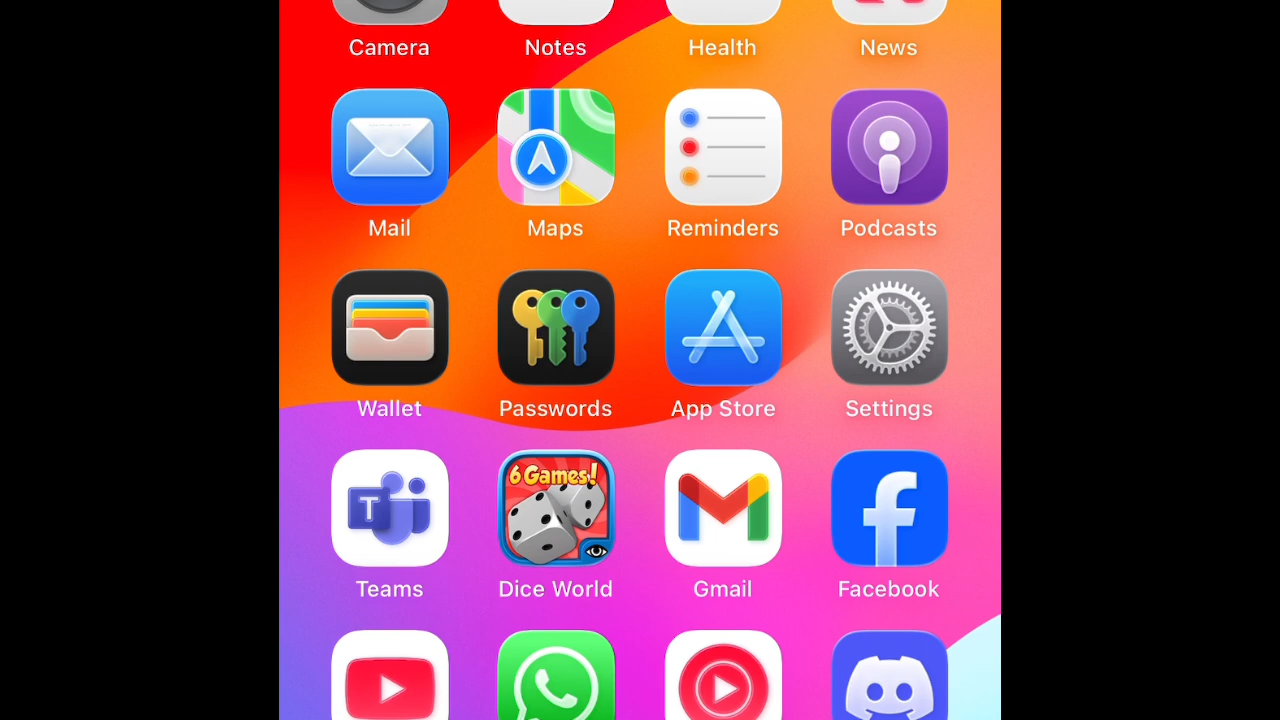 Camera Notes Health News
Mail Maps Reminders Podcasts
Wallet Passwords App Store Settings
T
6 Games!
Teams Dice World Gmail Facebook